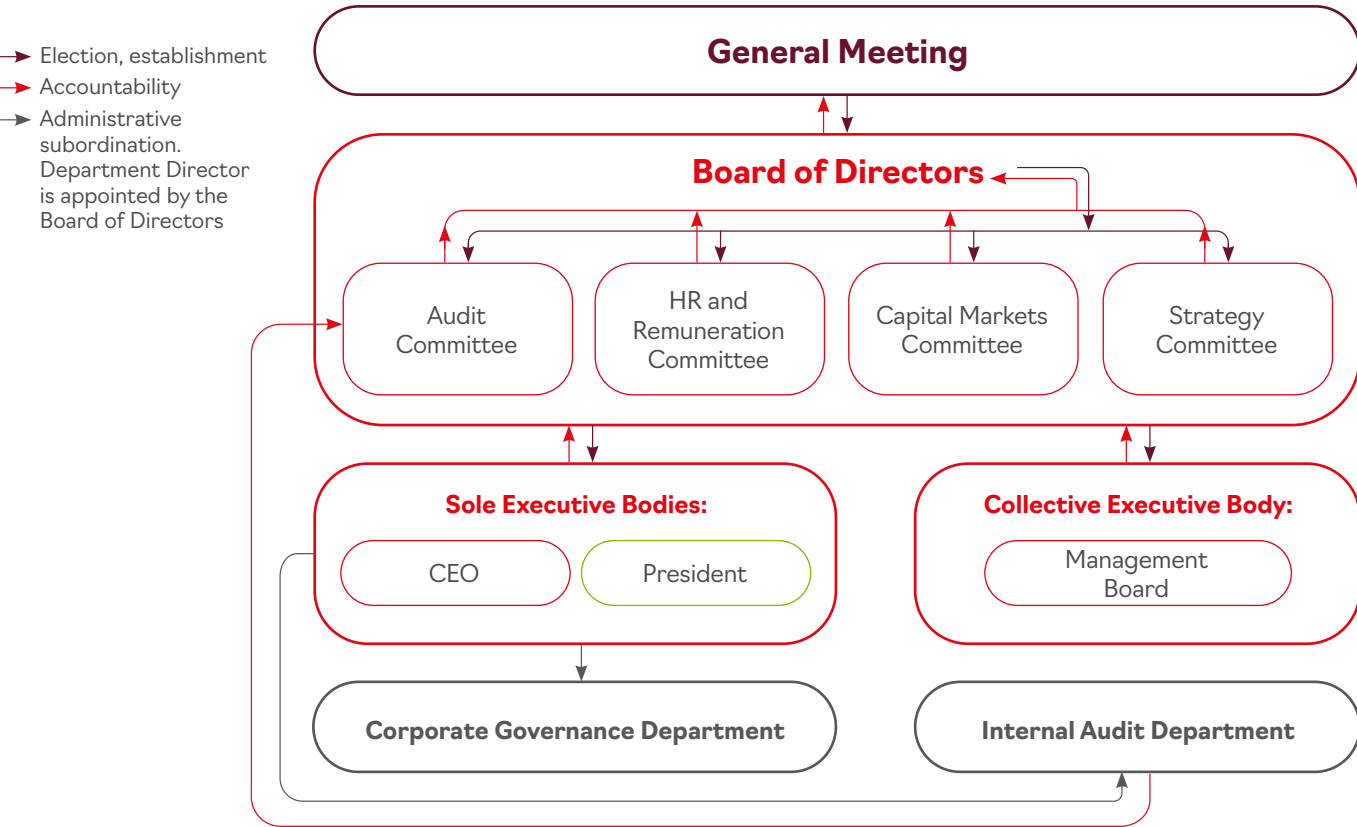 General Meeting
Election, establishment
Accountability
Administrative
subordination.
Department Director
is appointed by the
Board of Directors
Board of Directors
Audit
Committee
HR and
Remuneration
Committee
Capital Markets
Committee
Strategy
Committee
Sole Executive Bodies:
CEO
President
Collective Executive Body:
Management
Board
Corporate Governance Department
Internal Audit Department